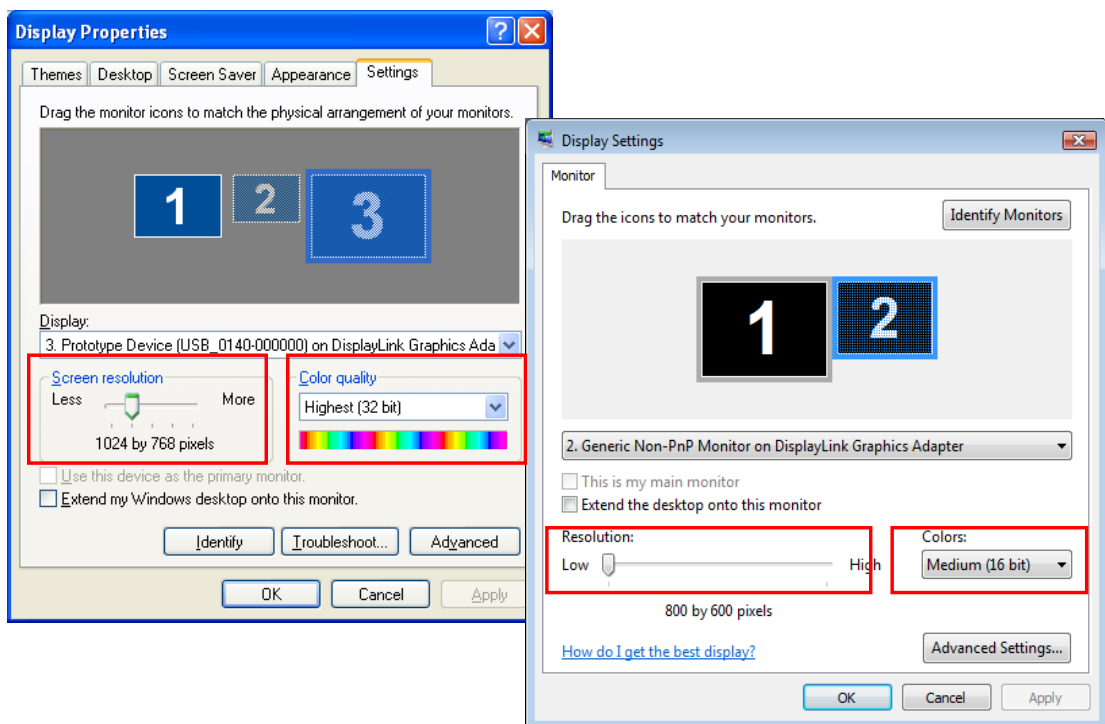 Display Properties
Themes Desktop Screen Saver Appearance Settings
Drag the monitor icons to match the physical arrangement of your monitors.
1 2 3
Display:
3. Prototype Device (USB_0140-000000) on DisplayLink Graphics Ada
Screen resolution
Less More
1024 by 768 pixels
Color quality
Highest (32 bit)
Use this device as the primary monitor.
Extend my Windows desktop onto this monitor.
Identify Troubleshoot... Advanced
OK Cancel Apply
Display Settings
Monitor
Drag the icons to match your monitors.
Identify Monitors
1 2
2. Generic Non-PnP Monitor on DisplayLink Graphics Adapter
This is my main monitor
Extend the desktop onto this monitor
Resolution:
Low High
800 by 600 pixels
Colors:
Medium (16 bit)
How do I get the best display?
Advanced Settings...
OK Cancel Apply